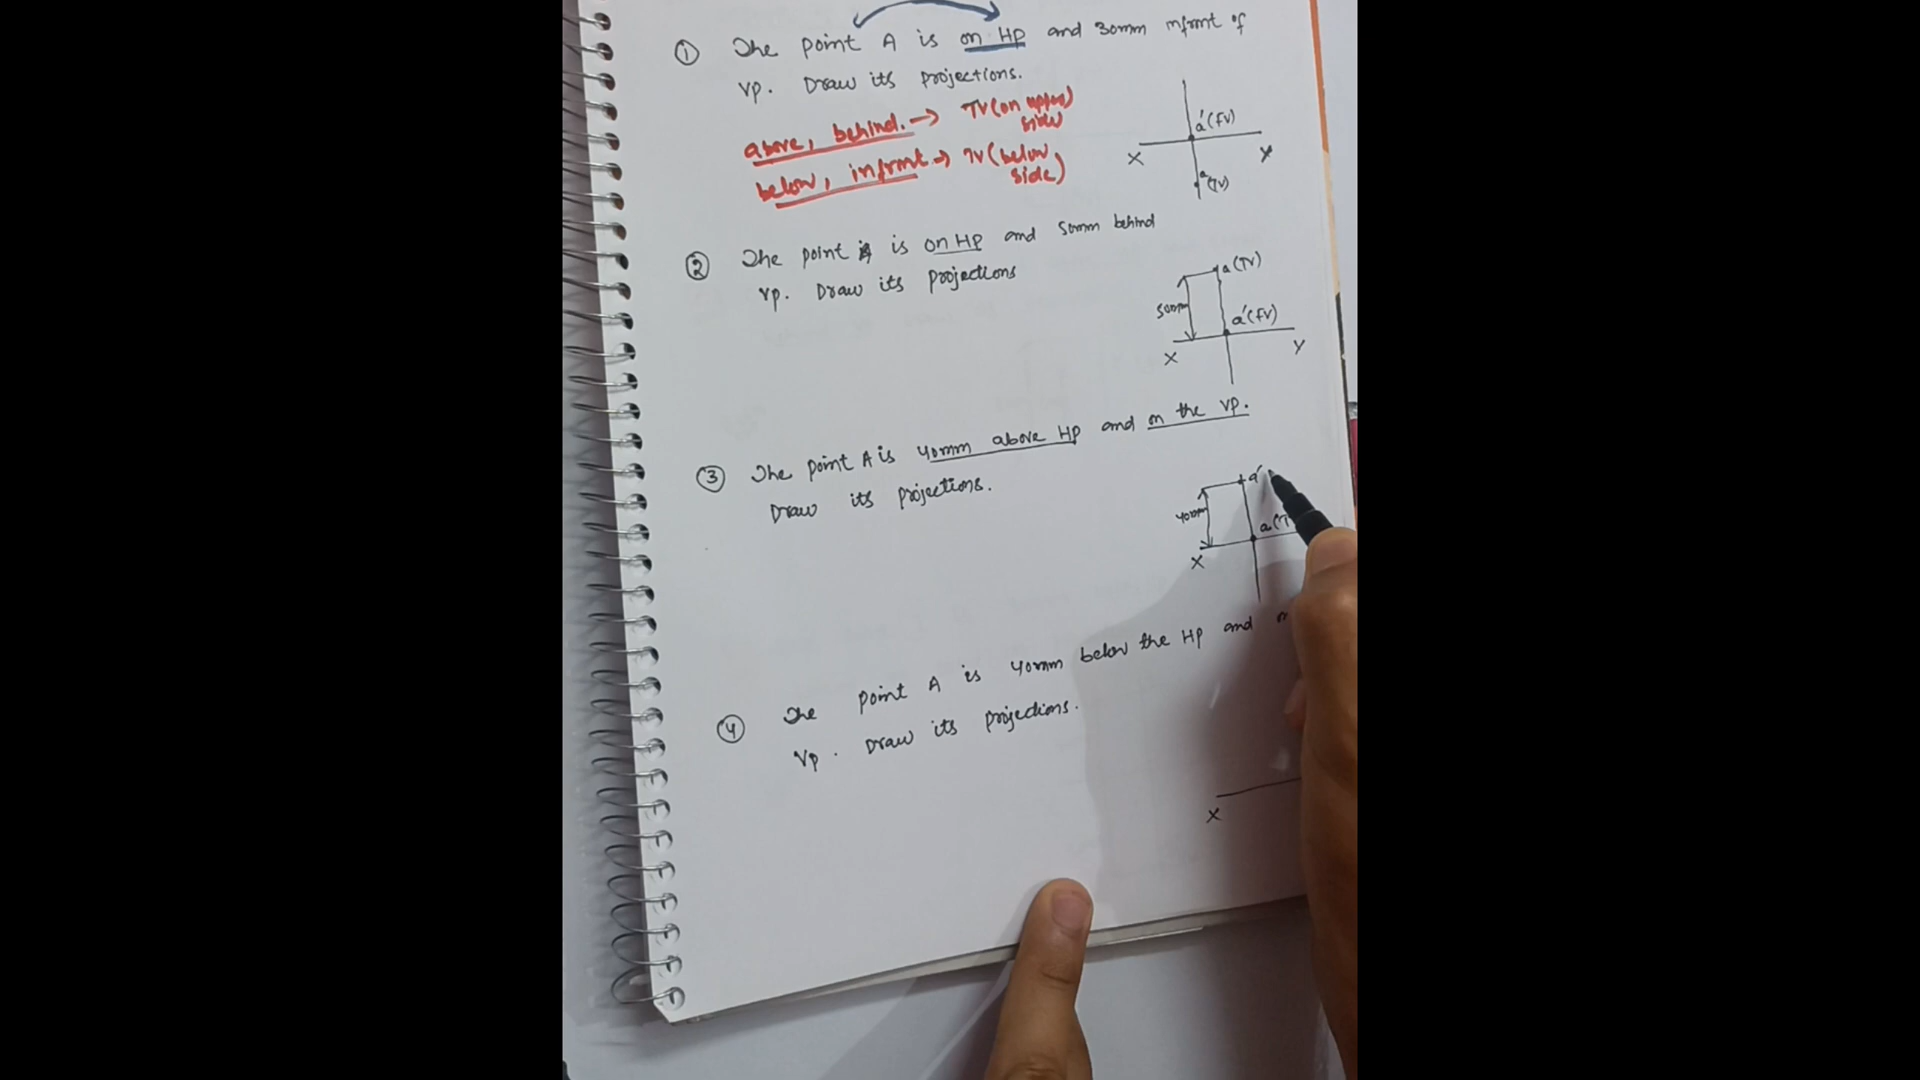 ① The point A is on HP and 30mm infront of
VP. Draw its projections.
above, behind. → TV (on upper side)
below, infront → TV (below side)
a' (FV)
X Y
a (TV)
② The point A is on HP and 50mm behind
VP. Draw its projections
a (TV)
50mm
a' (FV)
X Y
③ The point A is 40mm above HP and on the VP.
Draw its projections.
a'
40mm
a (T
X
④ The point A is 40mm below the HP and
VP. Draw its projections.
X